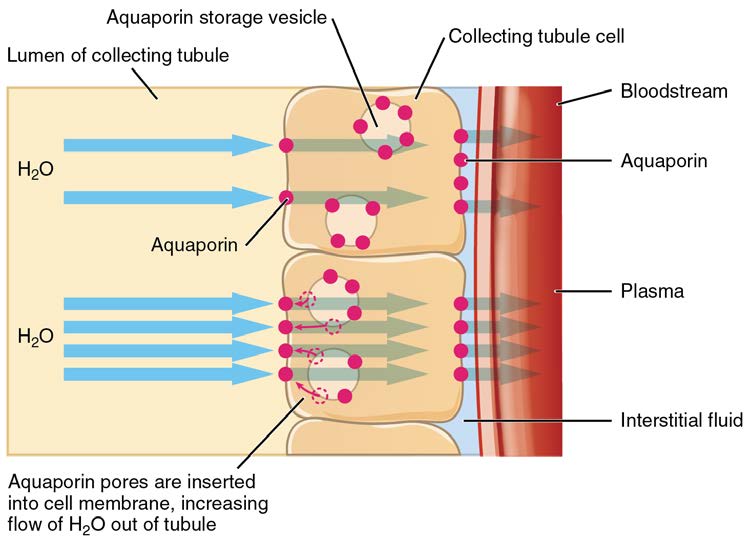 Aquaporin storage vesicle
Collecting tubule cell
Lumen of collecting tubule
Bloodstream
H₂O
Aquaporin
Aquaporin
Plasma
H₂O
Interstitial fluid
Aquaporin pores are inserted
into cell membrane, increasing
flow of H₂O out of tubule